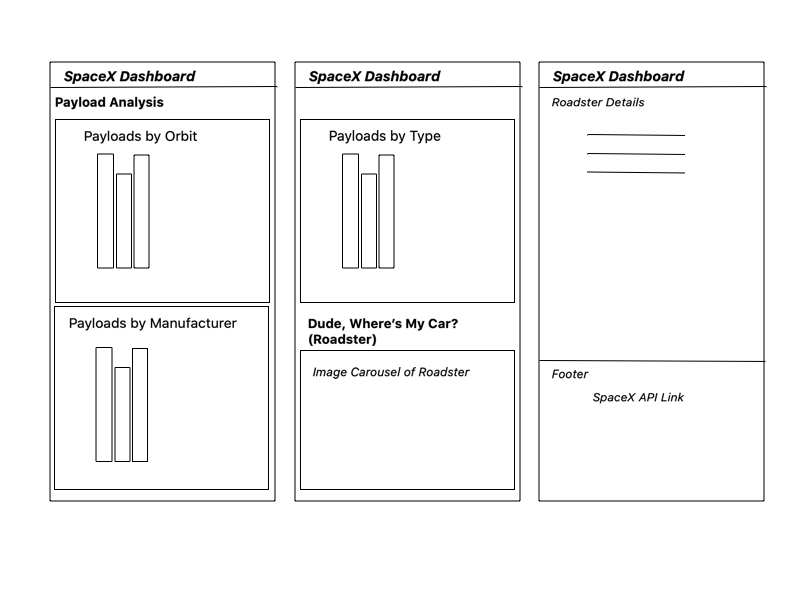 SpaceX Dashboard
Payload Analysis
Payloads by Orbit
Payloads by Manufacturer
SpaceX Dashboard
Payloads by Type
Dude, Where's My Car?
(Roadster)
Image Carousel of Roadster
SpaceX Dashboard
Roadster Details
Footer
SpaceX API Link